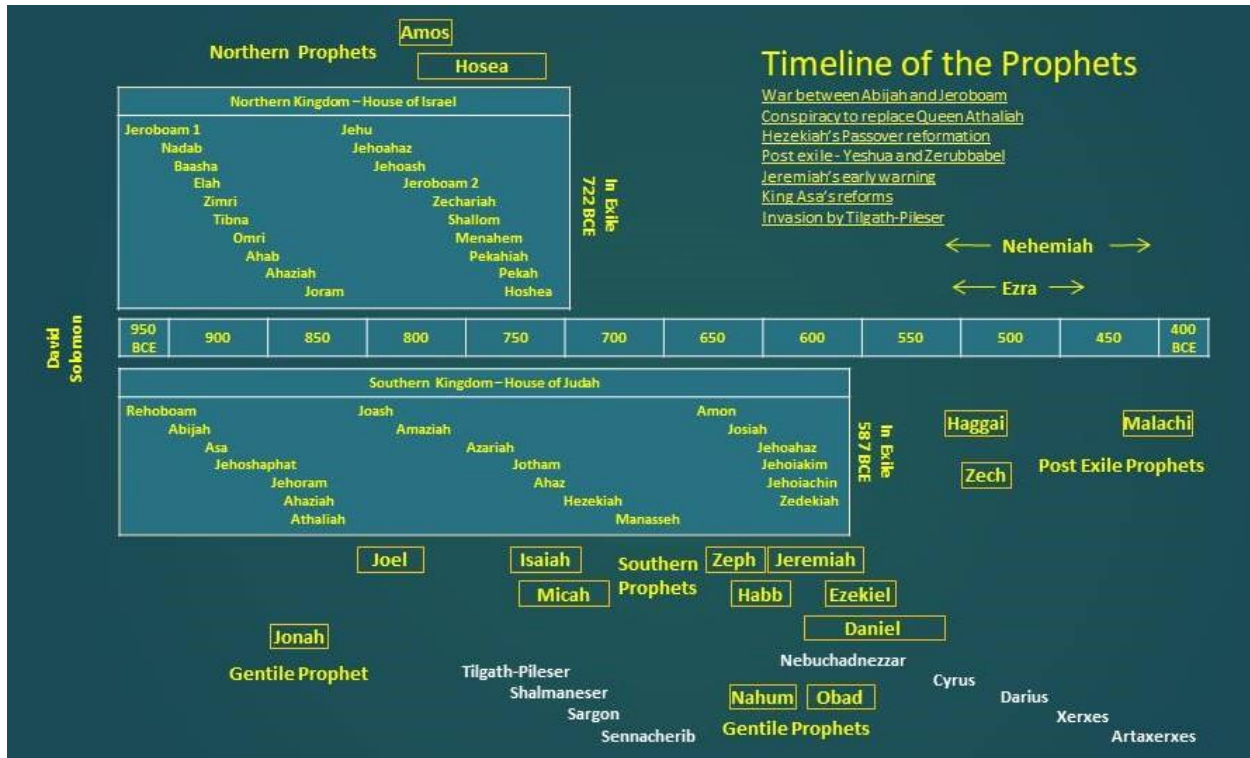 Amos
Northern Prophets
Hosea
Timeline of the Prophets
War between Abijah and Jeroboam
Conspiracy to replace Queen Athaliah
Hezekiah's Passover reformation
Post exile - Yeshua and Zerubbabel
Jeremiah's early warning
King Asa's reforms
Invasion by Tilgath-Pileser
Northern Kingdom – House of Israel
Jeroboam 1
Nadab
Baasha
Elah
Zimri
Tibna
Omri
Ahab
Ahaziah
Joram
Jehu
Jehoahaz
Jehoash
Jeroboam 2
Zechariah
Shallom
Menahem
Pekahiah
Pekah
Hoshea
In Exile
722 BCE
Nehemiah
Ezra
David
Solomon
950 BCE
900
850
800
750
700
650
600
550
500
450
400 BCE
Southern Kingdom – House of Judah
Rehoboam
Abijah
Asa
Jehoshaphat
Jehoram
Ahaziah
Athaliah
Joash
Amaziah
Azariah
Jotham
Ahaz
Hezekiah
Manasseh
Amon
Josiah
Jehoahaz
Jehoiakim
Jehoiachin
Zedekiah
In Exile
587 BCE
Haggai
Malachi
Zech
Post Exile Prophets
Joel
Isaiah
Micah
Southern
Prophets
Zeph
Jeremiah
Habb
Ezekiel
Daniel
Jonah
Gentile Prophet
Tilgath-Pileser
Shalmaneser
Sargon
Sennacherib
Nebuchadnezzar
Cyrus
Darius
Xerxes
Artaxerxes
Nahum
Obad
Gentile Prophets